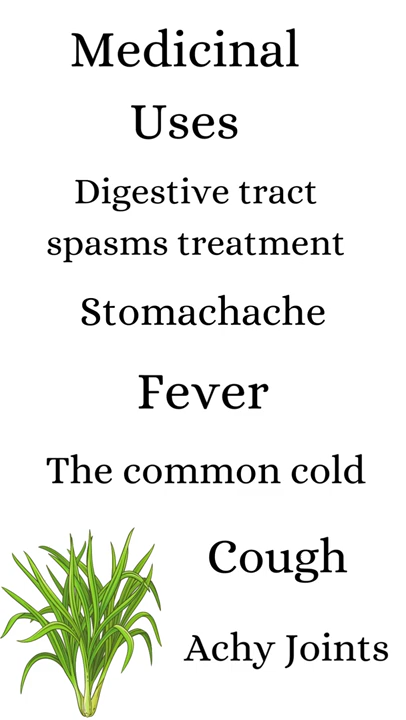 Medicinal
Uses
Digestive tract
spasms treatment
Stomachache
Fever
The common cold
Cough
Achy Joints